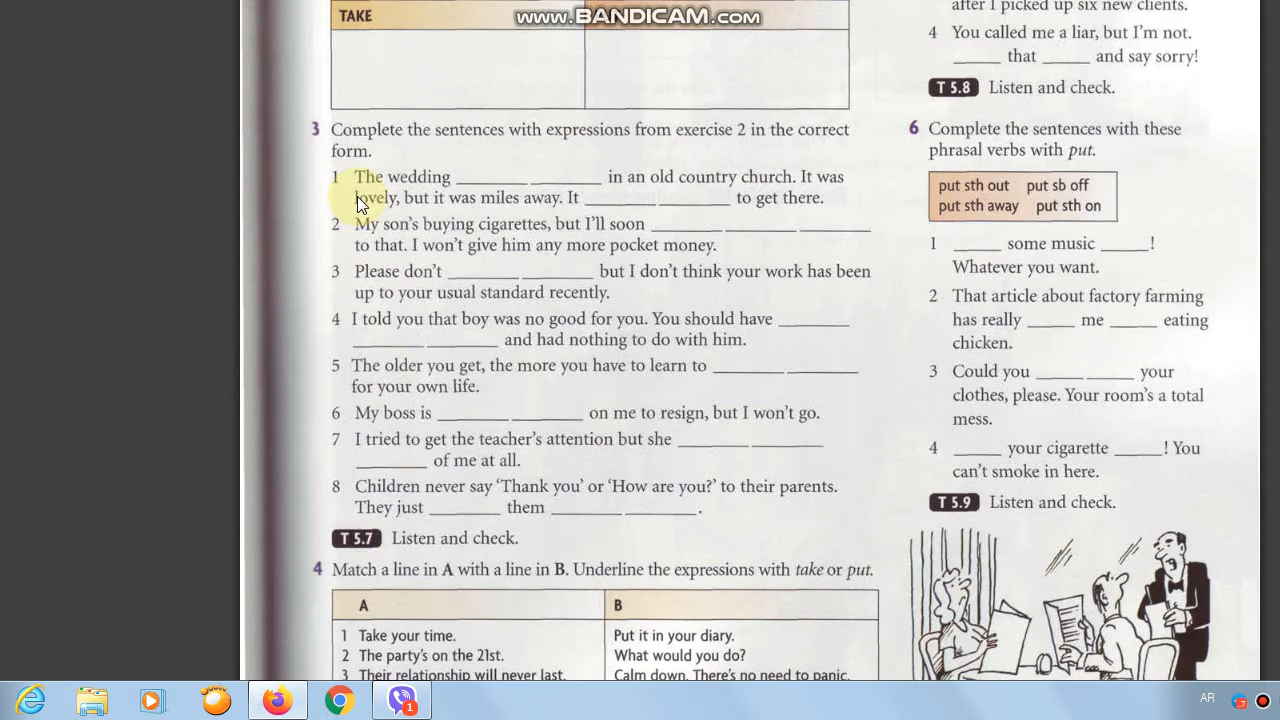 www.BANDICAM.com
TAKE
3 Complete the sentences with expressions from exercise 2 in the correct
form.
1 The wedding ________ ________ in an old country church. It was
lovely, but it was miles away. It ________ ________ to get there.
2 My son's buying cigarettes, but I'll soon ________ ________ ________
to that. I won't give him any more pocket money.
3 Please don't ________ ________ but I don't think your work has been
up to your usual standard recently.
4 I told you that boy was no good for you. You should have ________
________ ________ and had nothing to do with him.
5 The older you get, the more you have to learn to ________ ________
for your own life.
6 My boss is ________ ________ on me to resign, but I won't go.
7 I tried to get the teacher's attention but she ________ ________
________ of me at all.
8 Children never say 'Thank you' or 'How are you?' to their parents.
They just ________ them ________ ________.
T 5.7 Listen and check.
4 Match a line in A with a line in B. Underline the expressions with take or put.
A B
1 Take your time. Put it in your diary.
2 The party's on the 21st. What would you do?
3 Their relationship will never last. Calm down. There's no need to panic.
after I picked up six new clients.
4 You called me a liar, but I'm not.
_____ that _____ and say sorry!
T 5.8 Listen and check.
6 Complete the sentences with these
phrasal verbs with put.
put sth out put sb off
put sth away put sth on
1 _____ some music _____!
Whatever you want.
2 That article about factory farming
has really _____ me _____ eating
chicken.
3 Could you _____ _____ your
clothes, please. Your room's a total
mess.
4 _____ your cigarette _____! You
can't smoke in here.
T 5.9 Listen and check.
1
AR